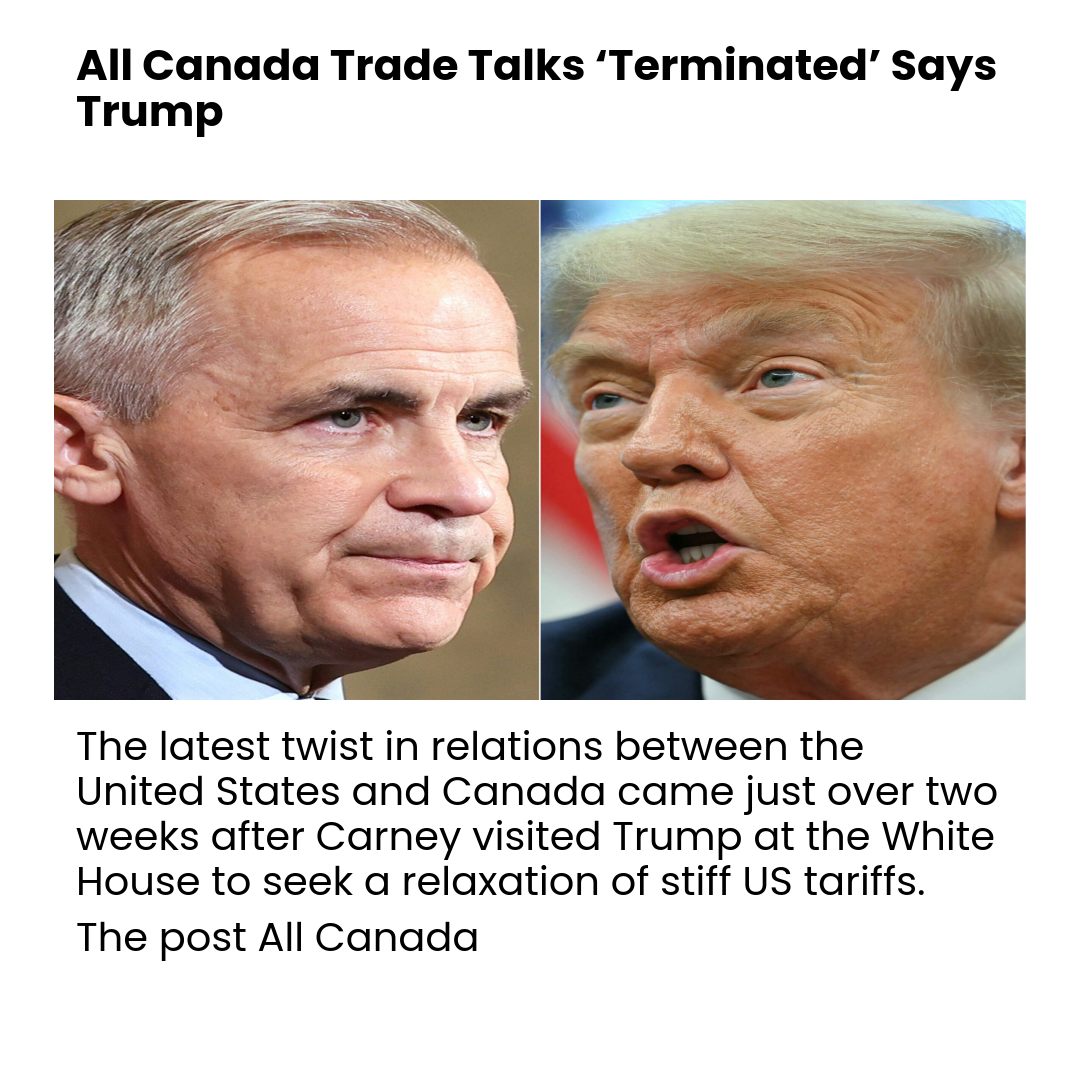 All Canada Trade Talks ‘Terminated’ Says
Trump
The latest twist in relations between the
United States and Canada came just over two
weeks after Carney visited Trump at the White
House to seek a relaxation of stiff US tariffs.
The post All Canada